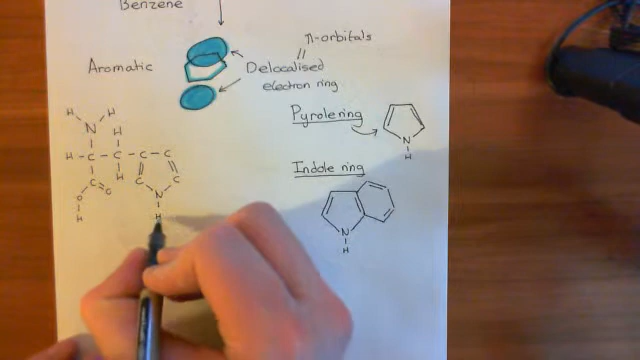 Benzene
Π-orbitals
Aromatic
Delocalised
electron ring
Pyrolering
N
H
Indole ring
N
H
H H
N H
H-C-C-C-C
H
C C C
O O N
H H